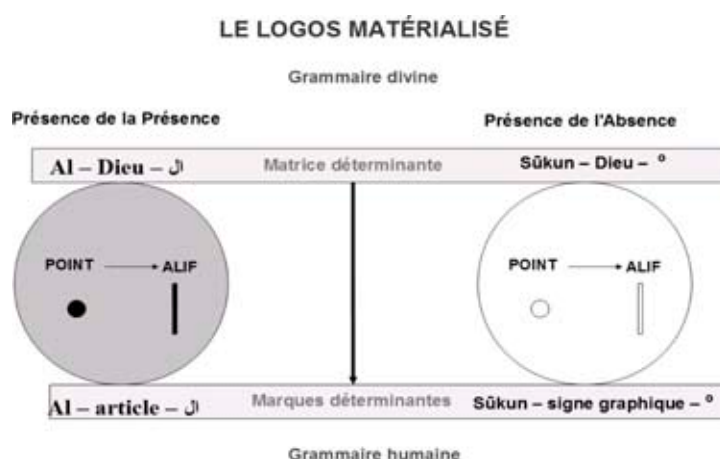 LE LOGOS MATÉRIALISÉ
Grammaire divine
Présence de la Présence
Présence de l'Absence
Al – Dieu – ال
Matrice déterminante
Sūkun – Dieu – º
POINT
ALIF
POINT
ALIF
Al – article – ال
Marques déterminantes
Sūkun – signe graphique – º
Grammaire humaine